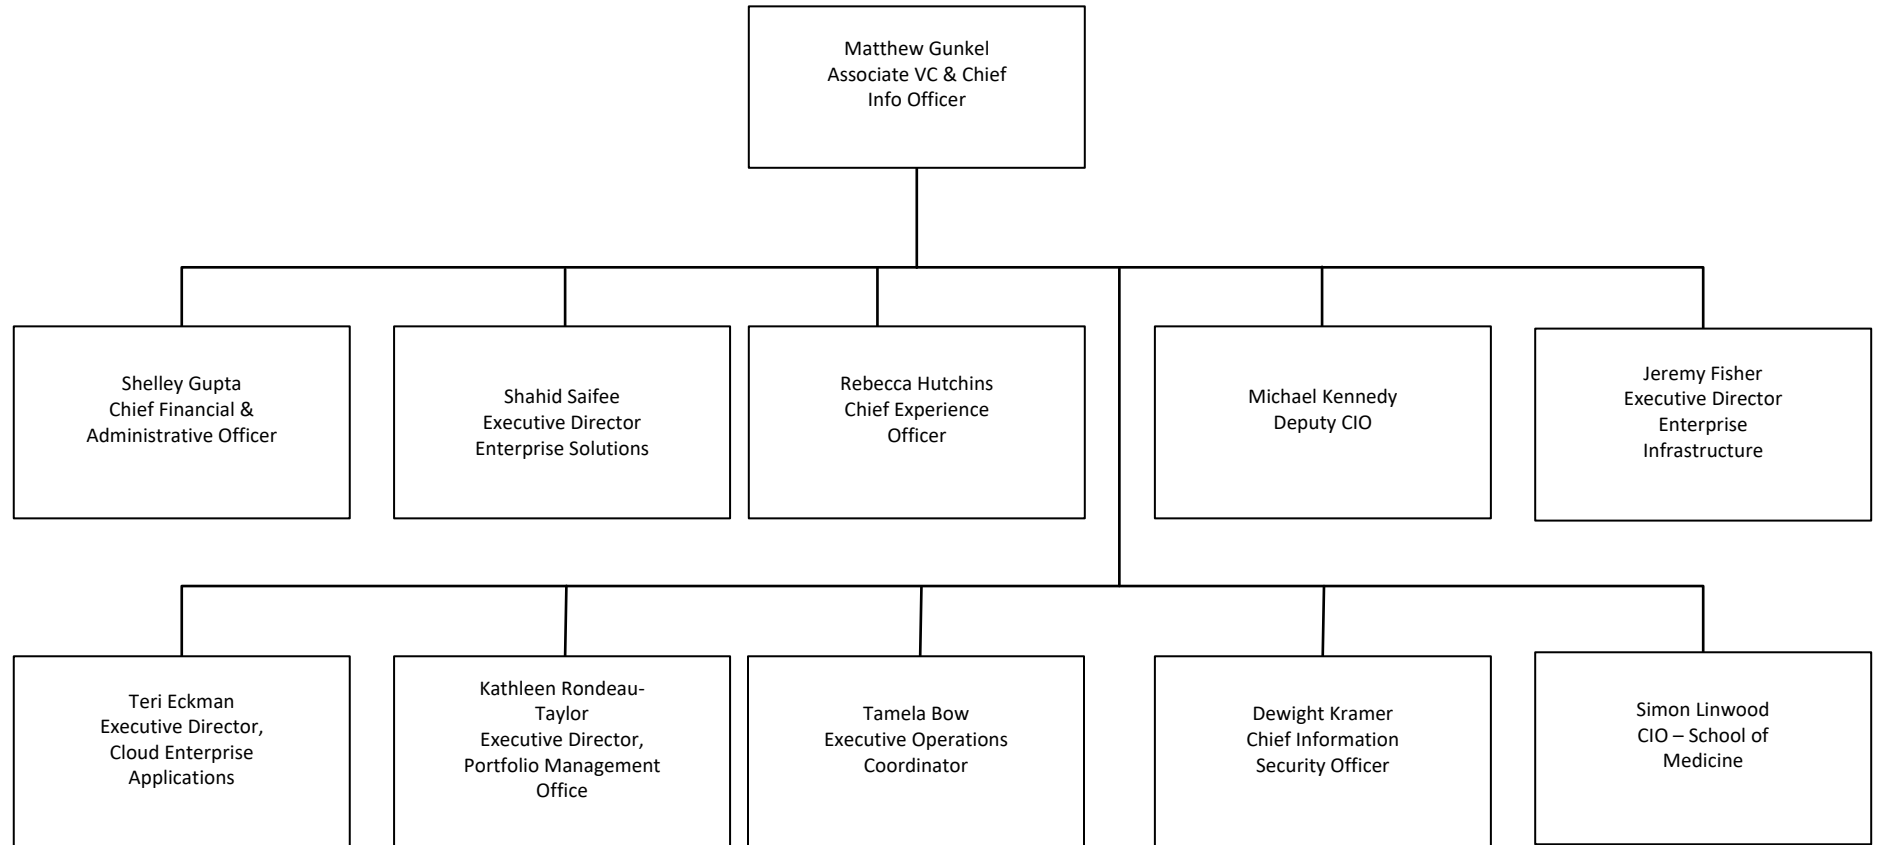 Matthew Gunkel
Associate VC & Chief
Info Officer
Shelley Gupta
Chief Financial &
Administrative Officer
Shahid Saifee
Executive Director
Enterprise Solutions
Rebecca Hutchins
Chief Experience
Officer
Michael Kennedy
Deputy CIO
Jeremy Fisher
Executive Director
Enterprise
Infrastructure
Teri Eckman
Executive Director,
Cloud Enterprise
Applications
Kathleen Rondeau-
Taylor
Executive Director,
Portfolio Management
Office
Tamela Bow
Executive Operations
Coordinator
Dewight Kramer
Chief Information
Security Officer
Simon Linwood
CIO – School of
Medicine